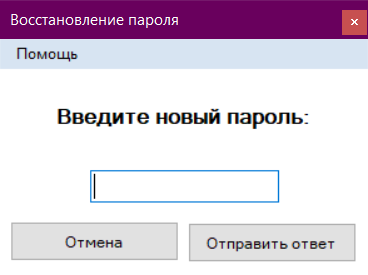 Восстановление пароля
Помощь
Введите новый пароль:
Отмена
Отправить ответ